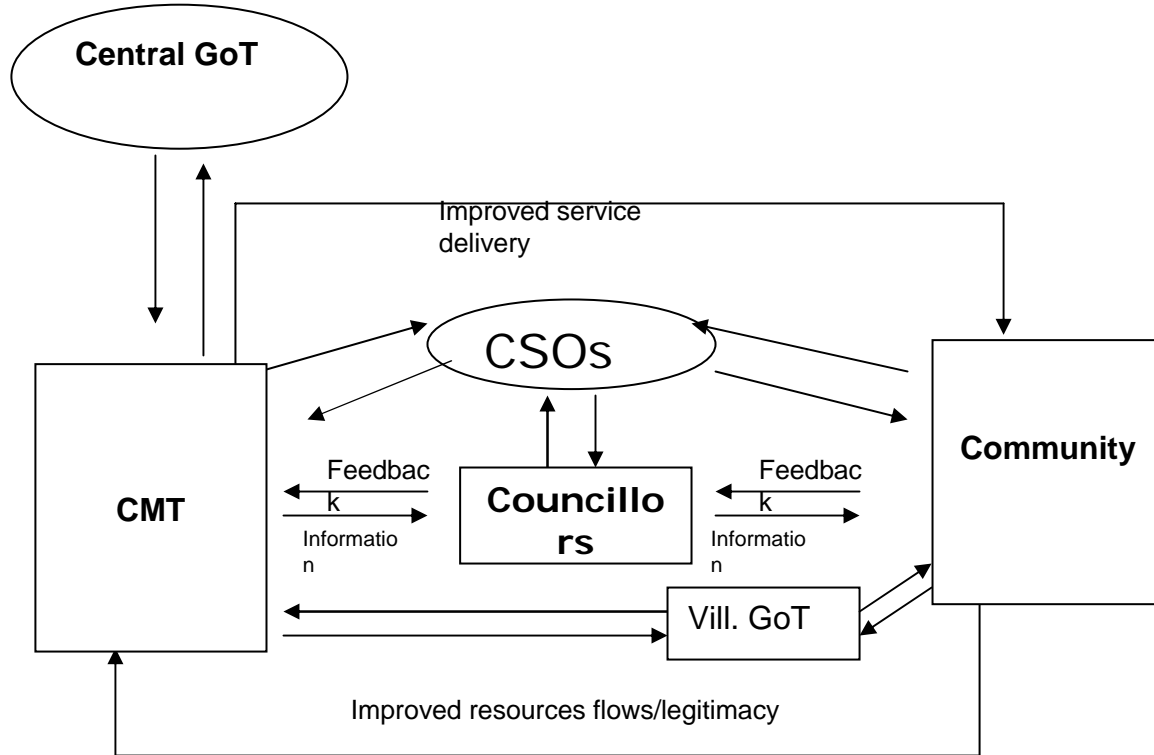 Central GoT
Improved service
delivery
CSOs
Community
CMT
Feedbac
k
Informatio
n
Councillo
rs
Feedbac
k
Informatio
n
Vill. GoT
Improved resources flows/legitimacy